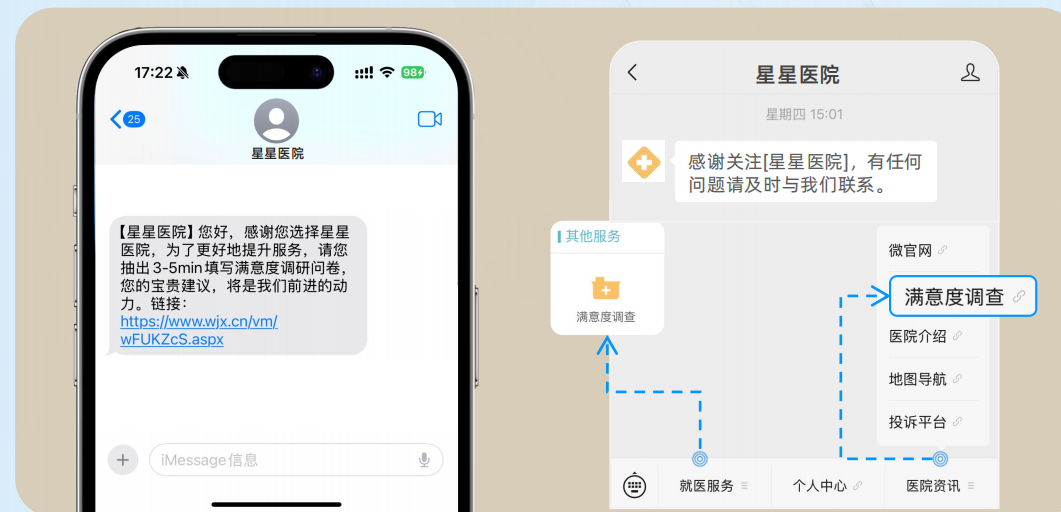 17:22
98
25
星星医院
【星星医院】您好，感谢您选择星星
医院，为了更好地提升服务，请您
抽出3-5min填写满意度调研问卷，
您的宝贵建议，将是我们前进的动
力。链接：
https://www.wjx.cn/vm/
wFUKZcS.aspx
iMessage信息
星星医院
星期四 15:01
感谢关注[星星医院]，有任何
问题请及时与我们联系。
其他服务
满意度调查
微官网
满意度调查
医院介绍
地图导航
投诉平台
就医服务
个人中心
医院资讯